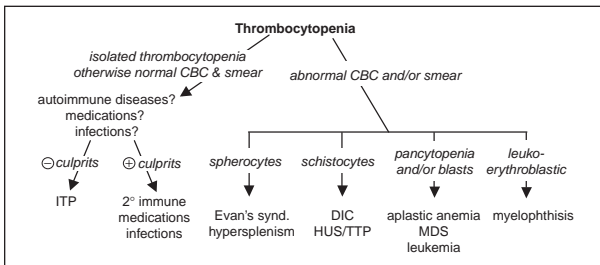 Thrombocytopenia
isolated thrombocytopenia
otherwise normal CBC & smear
abnormal CBC and/or smear
autoimmune diseases?
medications?
infections?
⊖ culprits
⊕ culprits
ITP
2° immune
medications
infections
spherocytes
schistocytes
pancytopenia
and/or blasts
leuko-
erythroblastic
Evan's synd.
hypersplenism
DIC
HUS/TTP
aplastic anemia
MDS
leukemia
myelophthisis